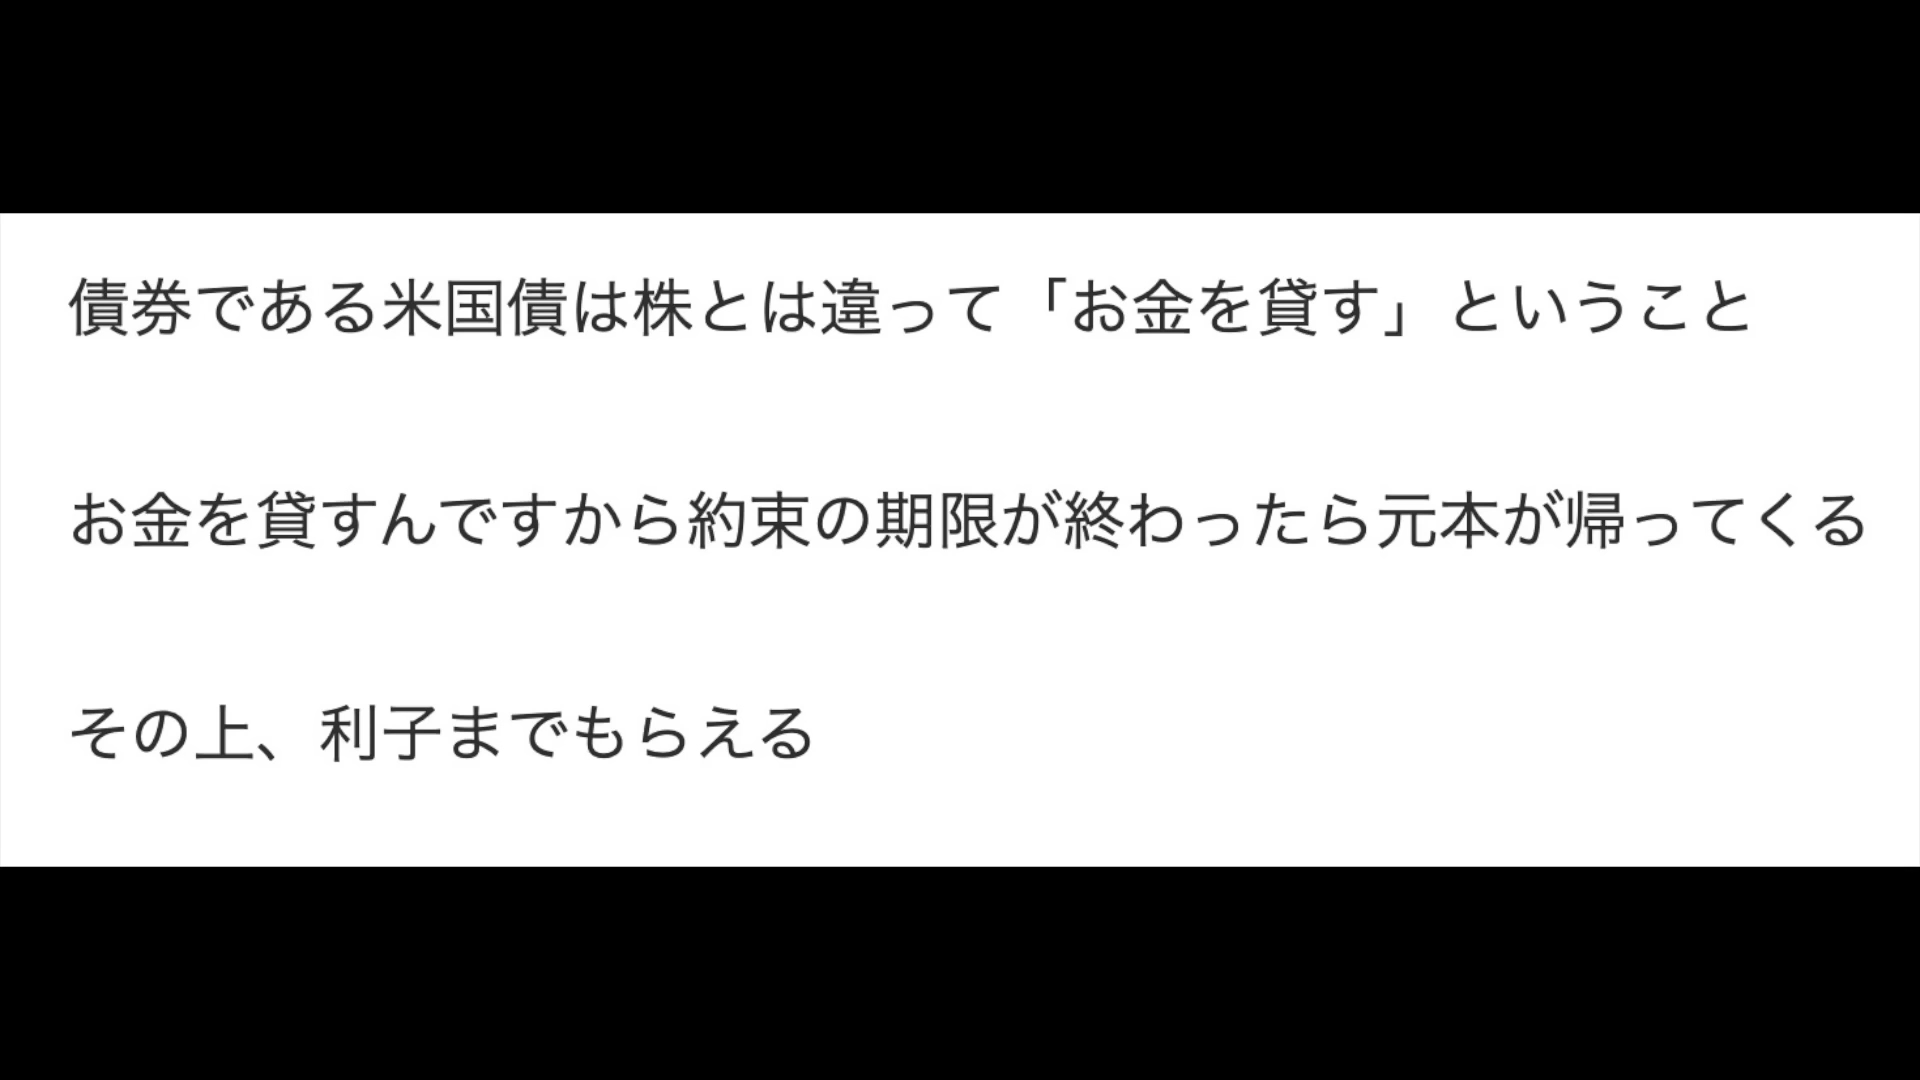 債券である米国債は株とは違って「お金を貸す」ということ
お金を貸すんですから約束の期限が終わったら元本が帰ってくる
その上、利子までもらえる